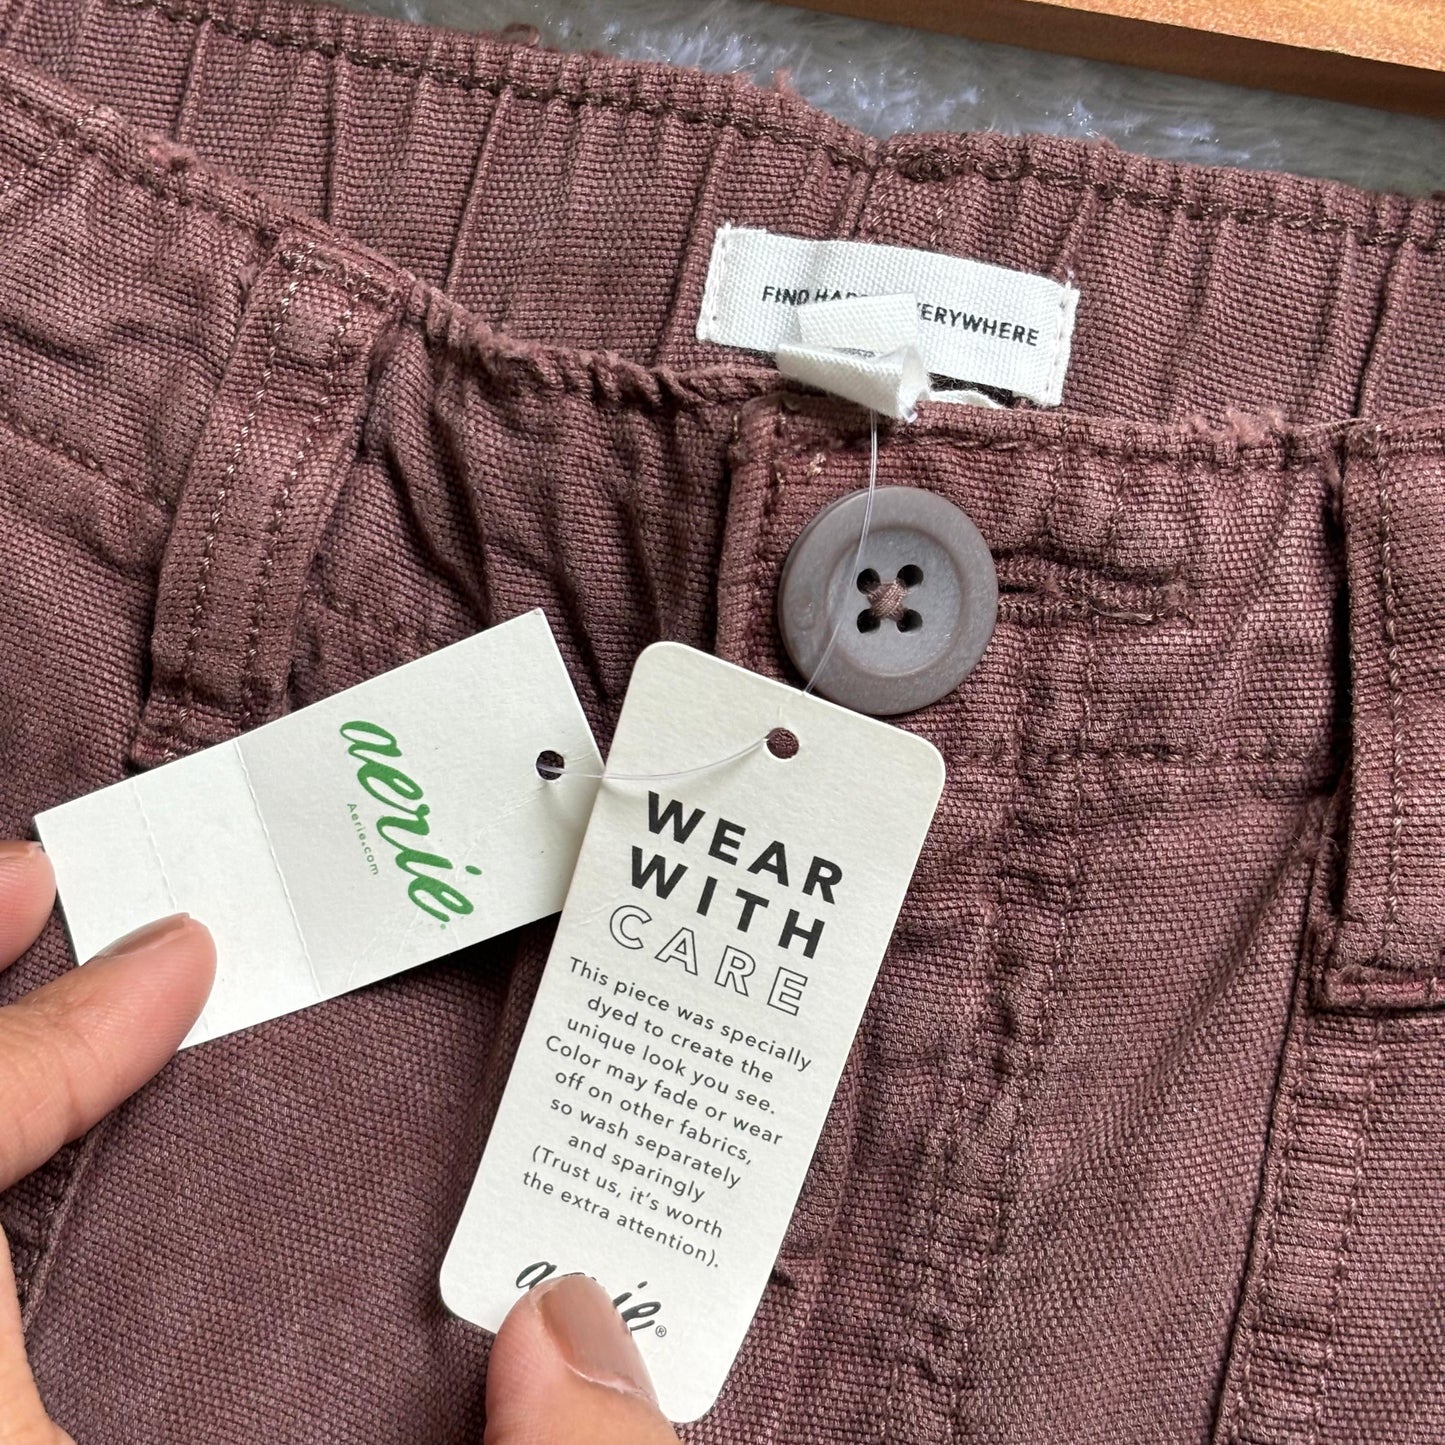 FIND
ERYWHERE
aerie®
Aerie.com
WEAR
WITH
CARE
This piece was specially
dyed to create the
unique look you see.
Color may fade or wear
off on other fabrics,
so wash separately
and sparingly
(Trust us, it's worth
the extra attention).
aerie®